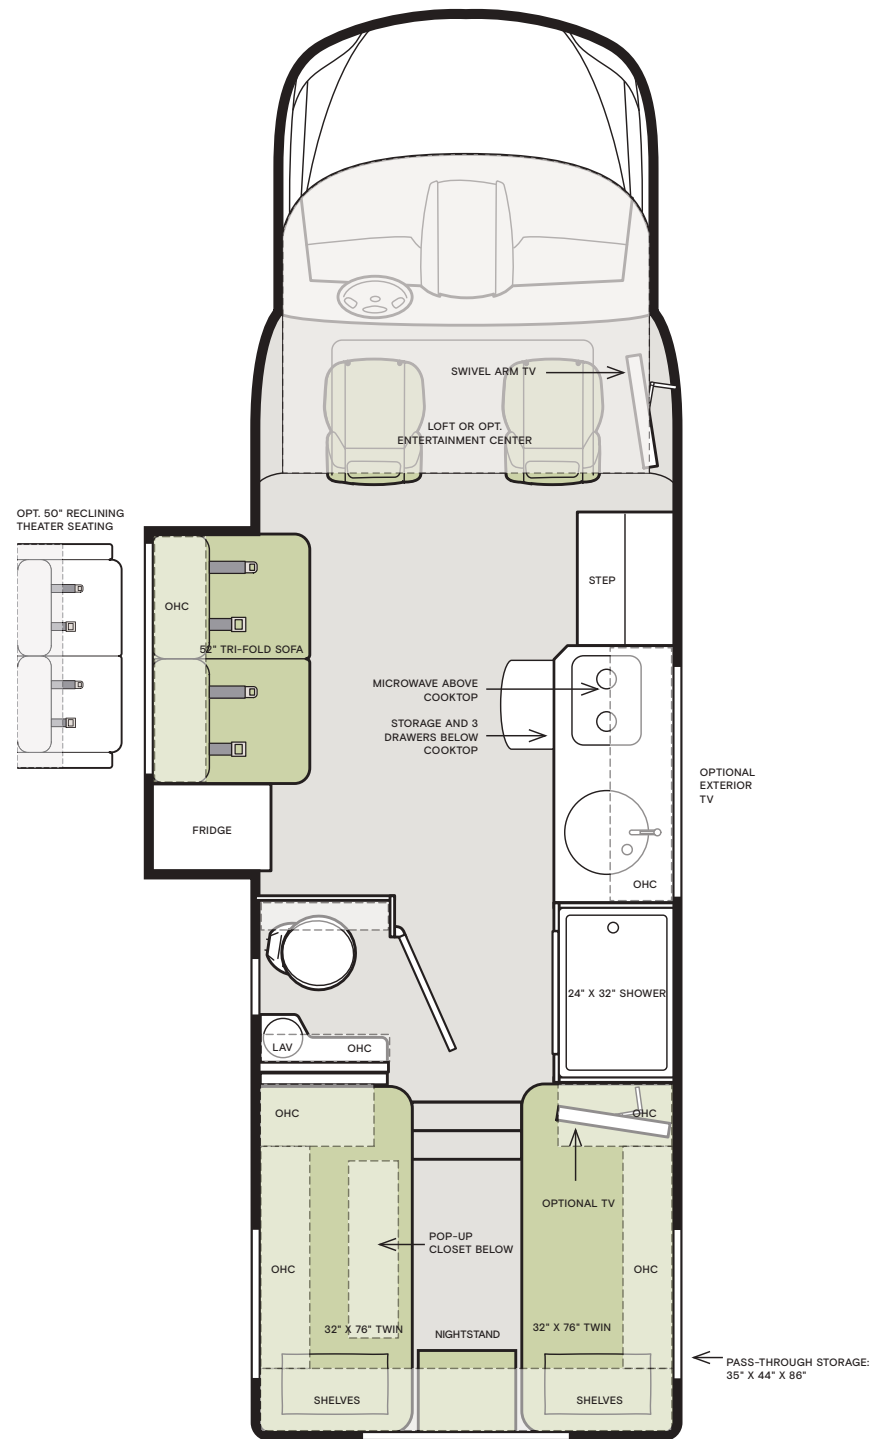 SWIVEL ARM TV
LOFT OR OPT.
ENTERTAINMENT CENTER
OPT. 50" RECLINING
THEATER SEATING
STEP
OHC
52" TRI-FOLD SOFA
MICROWAVE ABOVE
COOKTOP
STORAGE AND 3
DRAWERS BELOW
COOKTOP
OPTIONAL
EXTERIOR
TV
FRIDGE
OHC
24" X 32" SHOWER
LAV
OHC
OHC
OHC
OPTIONAL TV
POP-UP
CLOSET BELOW
OHC
OHC
32" X 76" TWIN
NIGHTSTAND
32" X 76" TWIN
PASS-THROUGH STORAGE:
35" X 44" X 86"
SHELVES
SHELVES